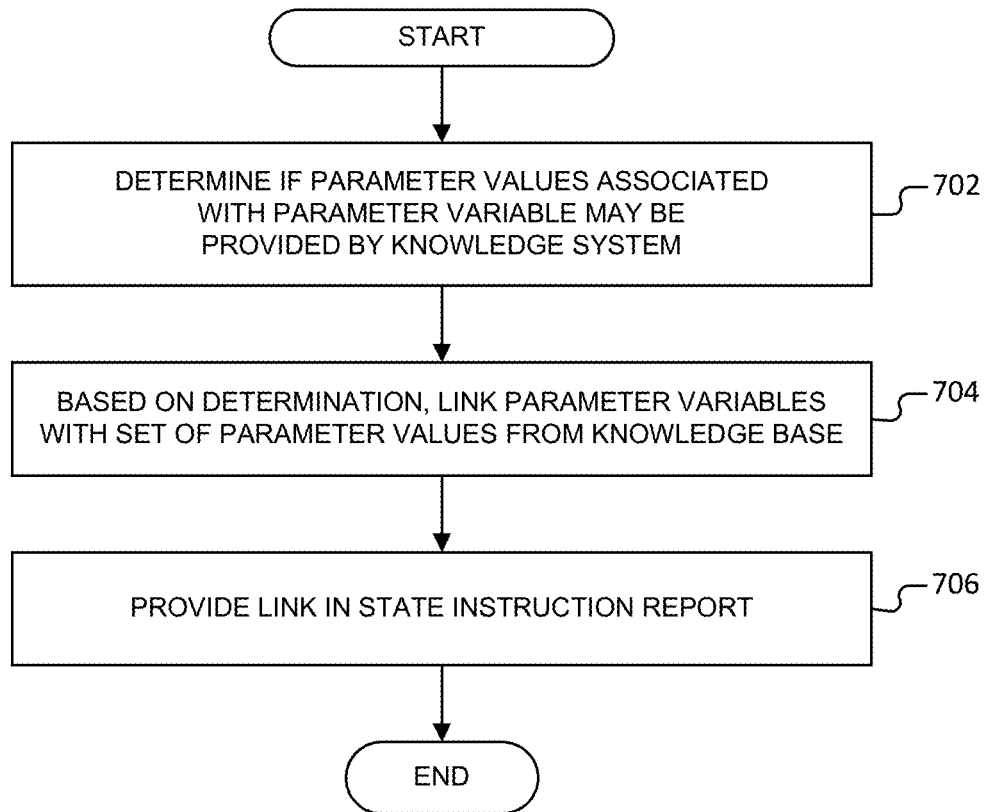 START
DETERMINE IF PARAMETER VALUES ASSOCIATED
WITH PARAMETER VARIABLE MAY BE
PROVIDED BY KNOWLEDGE SYSTEM
702
BASED ON DETERMINATION, LINK PARAMETER VARIABLES
WITH SET OF PARAMETER VALUES FROM KNOWLEDGE BASE
704
PROVIDE LINK IN STATE INSTRUCTION REPORT
706
END